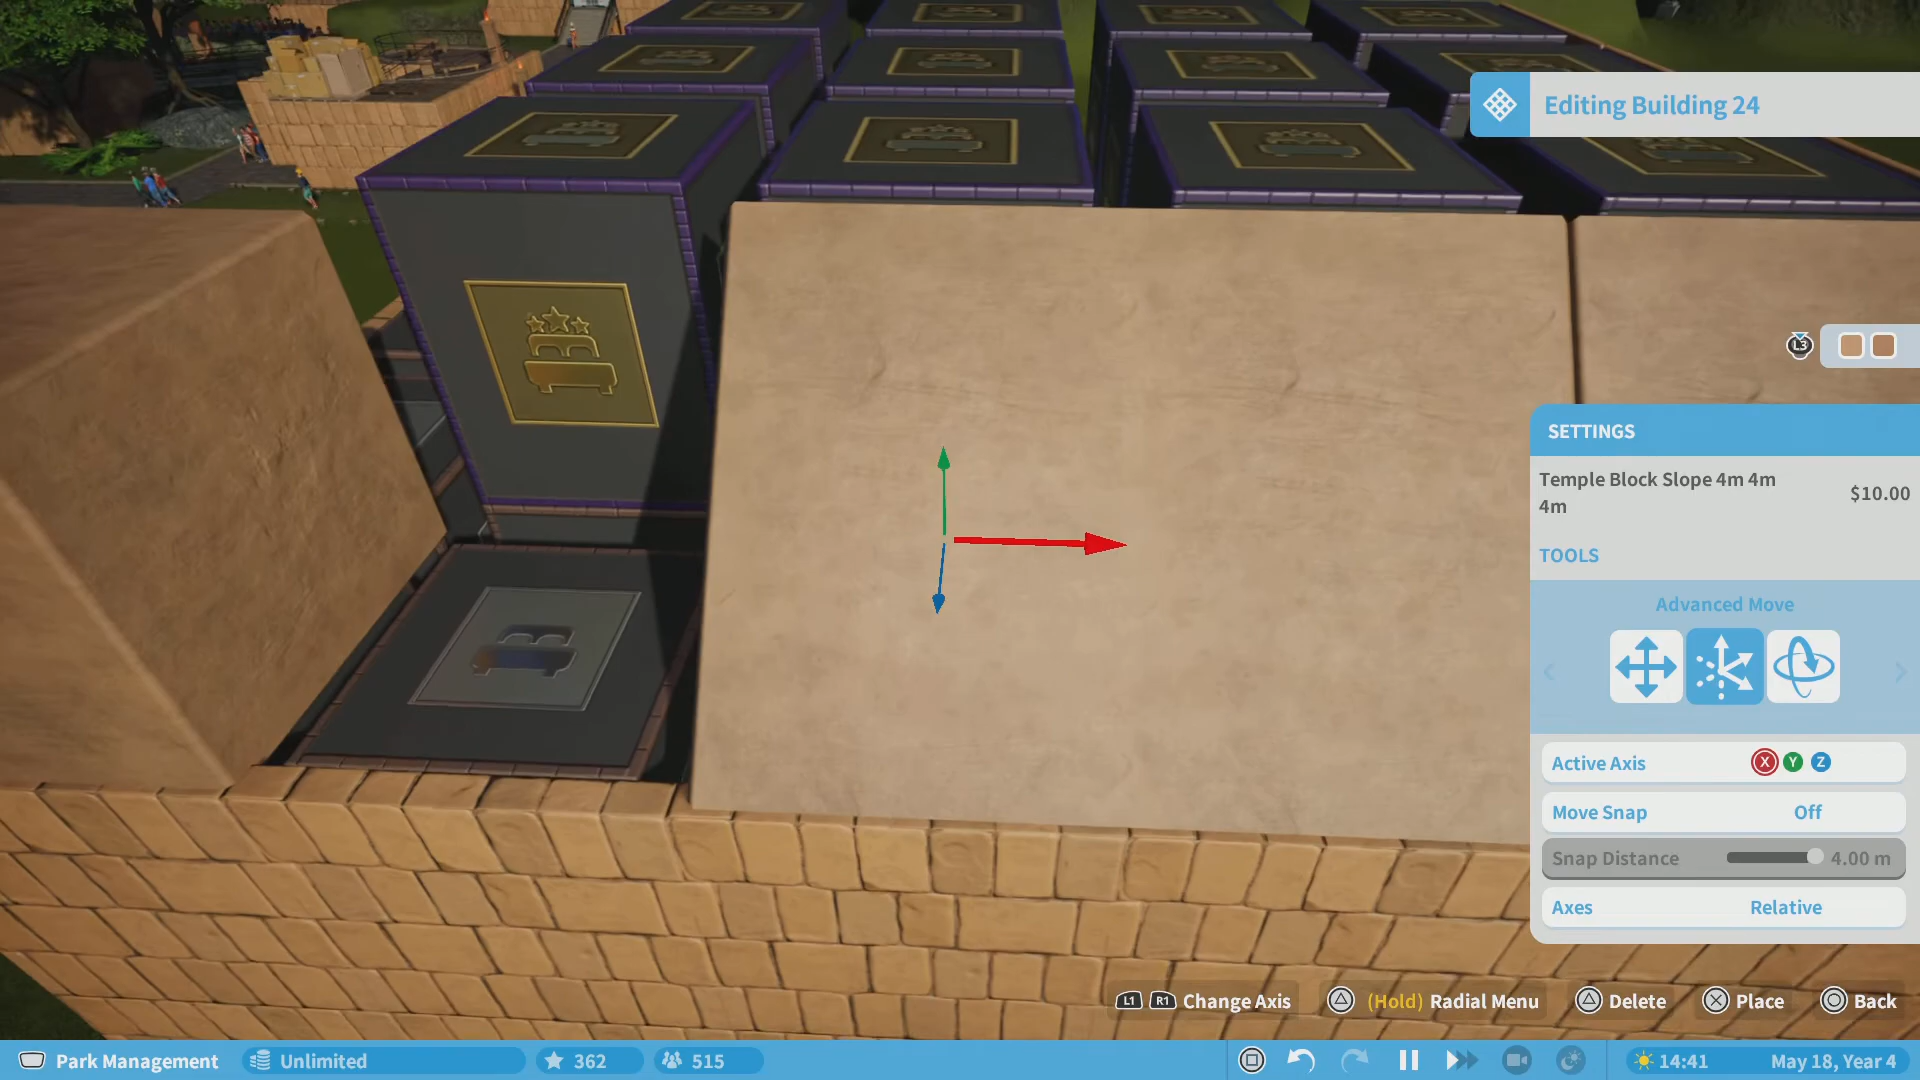 Editing Building 24
L3
SETTINGS
Temple Block Slope 4m 4m 4m $10.00
TOOLS
Advanced Move
Active Axis X Y Z
Move Snap Off
Snap Distance 4.00 m
Axes Relative
L1 R1 Change Axis (Hold) Radial Menu Delete Place Back
Park Management Unlimited 362 515 14:41 May 18, Year 4